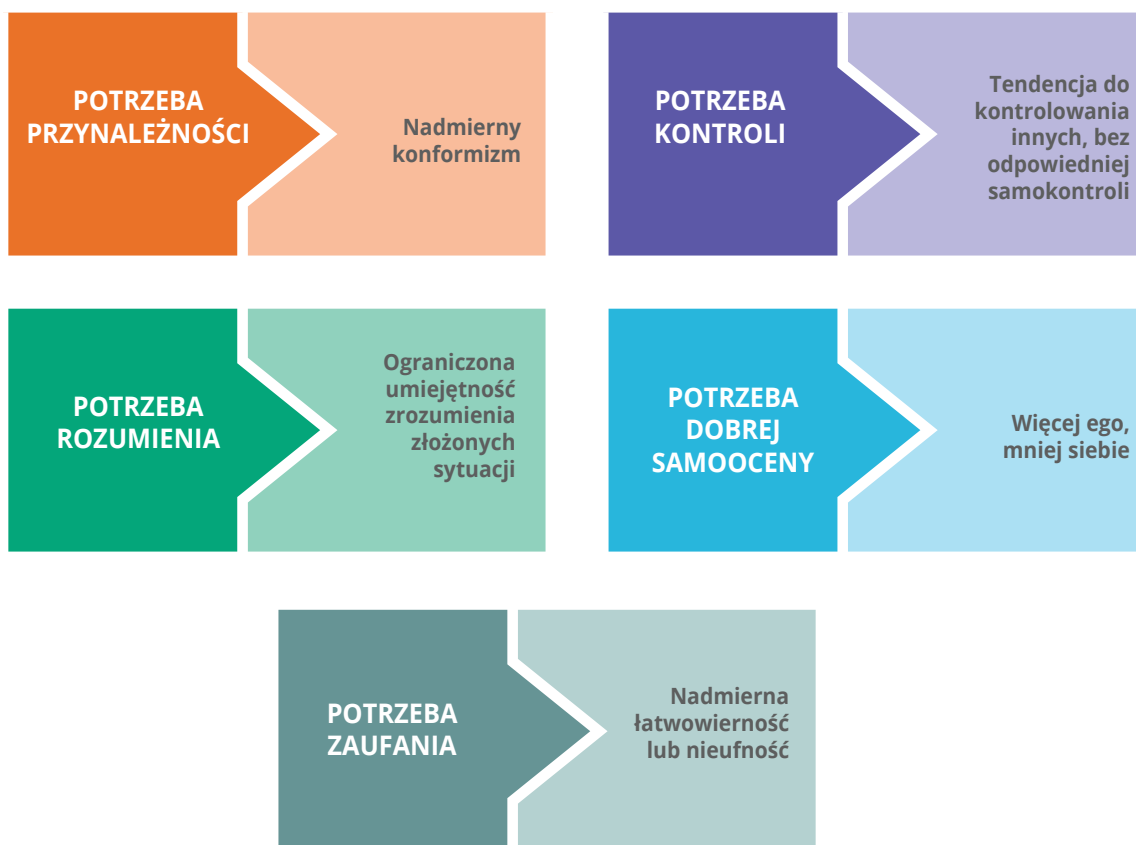 POTRZEBA
PRZYNALEŻNOŚCI
Nadmierny
konformizm
POTRZEBA
KONTROLI
Tendencja do
kontrolowania
innych, bez
odpowiedniej
samokontroli
POTRZEBA
ROZUMIENIA
Ograniczona
umiejętność
zrozumienia
złożonych
sytuacji
POTRZEBA
DOBREJ
SAMOOCENY
Więcej ego,
mniej siebie
POTRZEBA
ZAUFANIA
Nadmierna
łatwowierność
lub nieufność